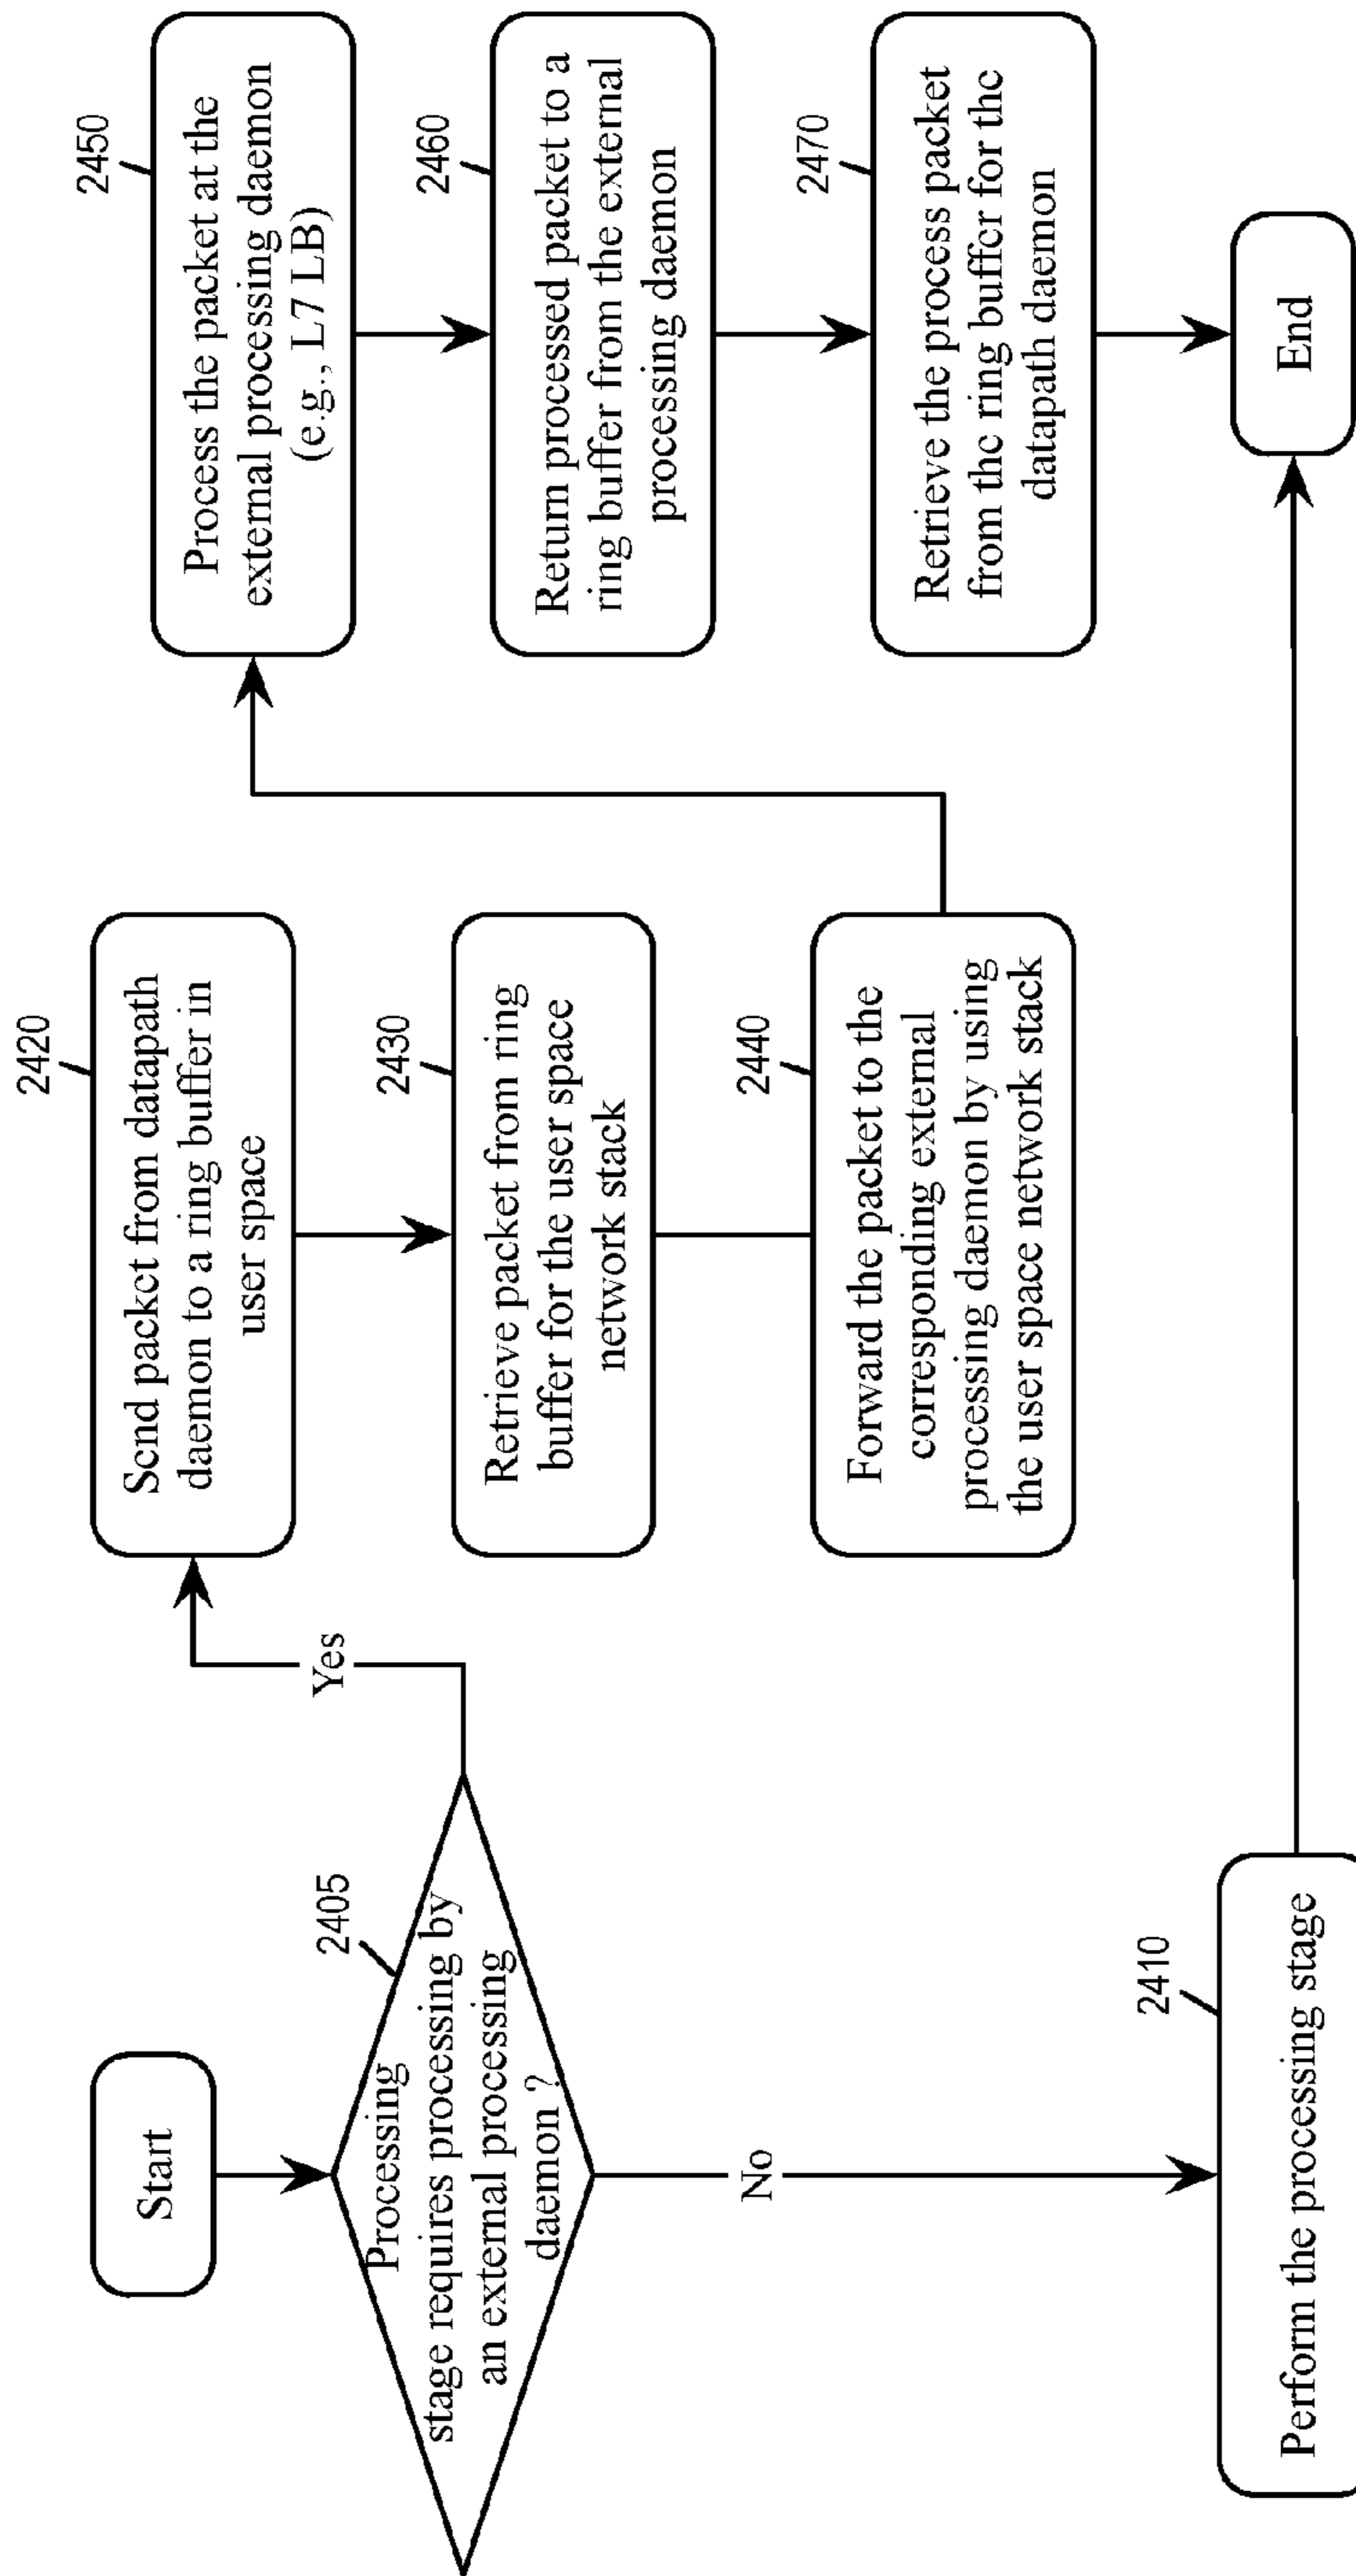 Start
2405
Processing
stage requires processing by
an external processing
daemon ?
Yes
No
2410
Perform the processing stage
2420
Send packet from datapath
daemon to a ring buffer in
user space
2430
Retrieve packet from ring
buffer for the user space
network stack
2440
Forward the packet to the
corresponding external
processing daemon by using
the user space network stack
2450
Process the packet at the
external processing daemon
(e.g., L7 LB)
2460
Return processed packet to a
ring buffer from the external
processing daemon
2470
Retrieve the process packet
from the ring buffer for the
datapath daemon
End